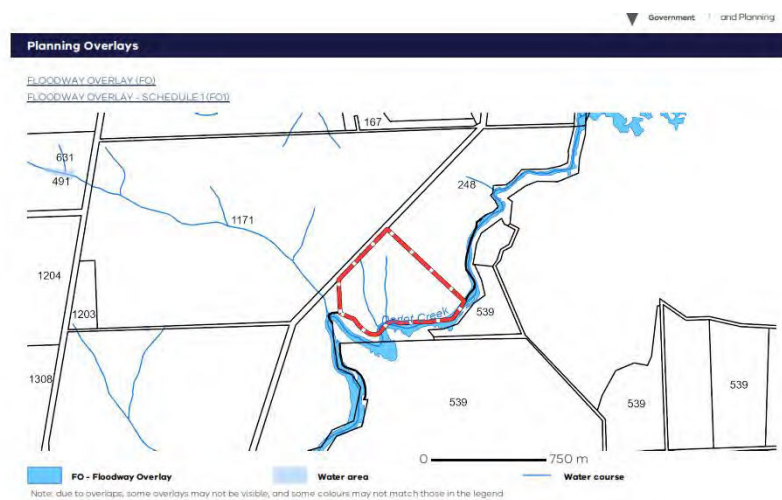 Government and Planning
Planning Overlays
FLOODWAY OVERLAY (FO)
FLOODWAY OVERLAY - SCHEDULE 1 (FO1)
167
631
491
248
1171
1204
1203
Creek
539
1308
539
539
539
0 750 m
FO - Floodway Overlay
Water area
Water course
Note: due to overlaps, some overlays may not be visible, and some colours may not match those in the legend